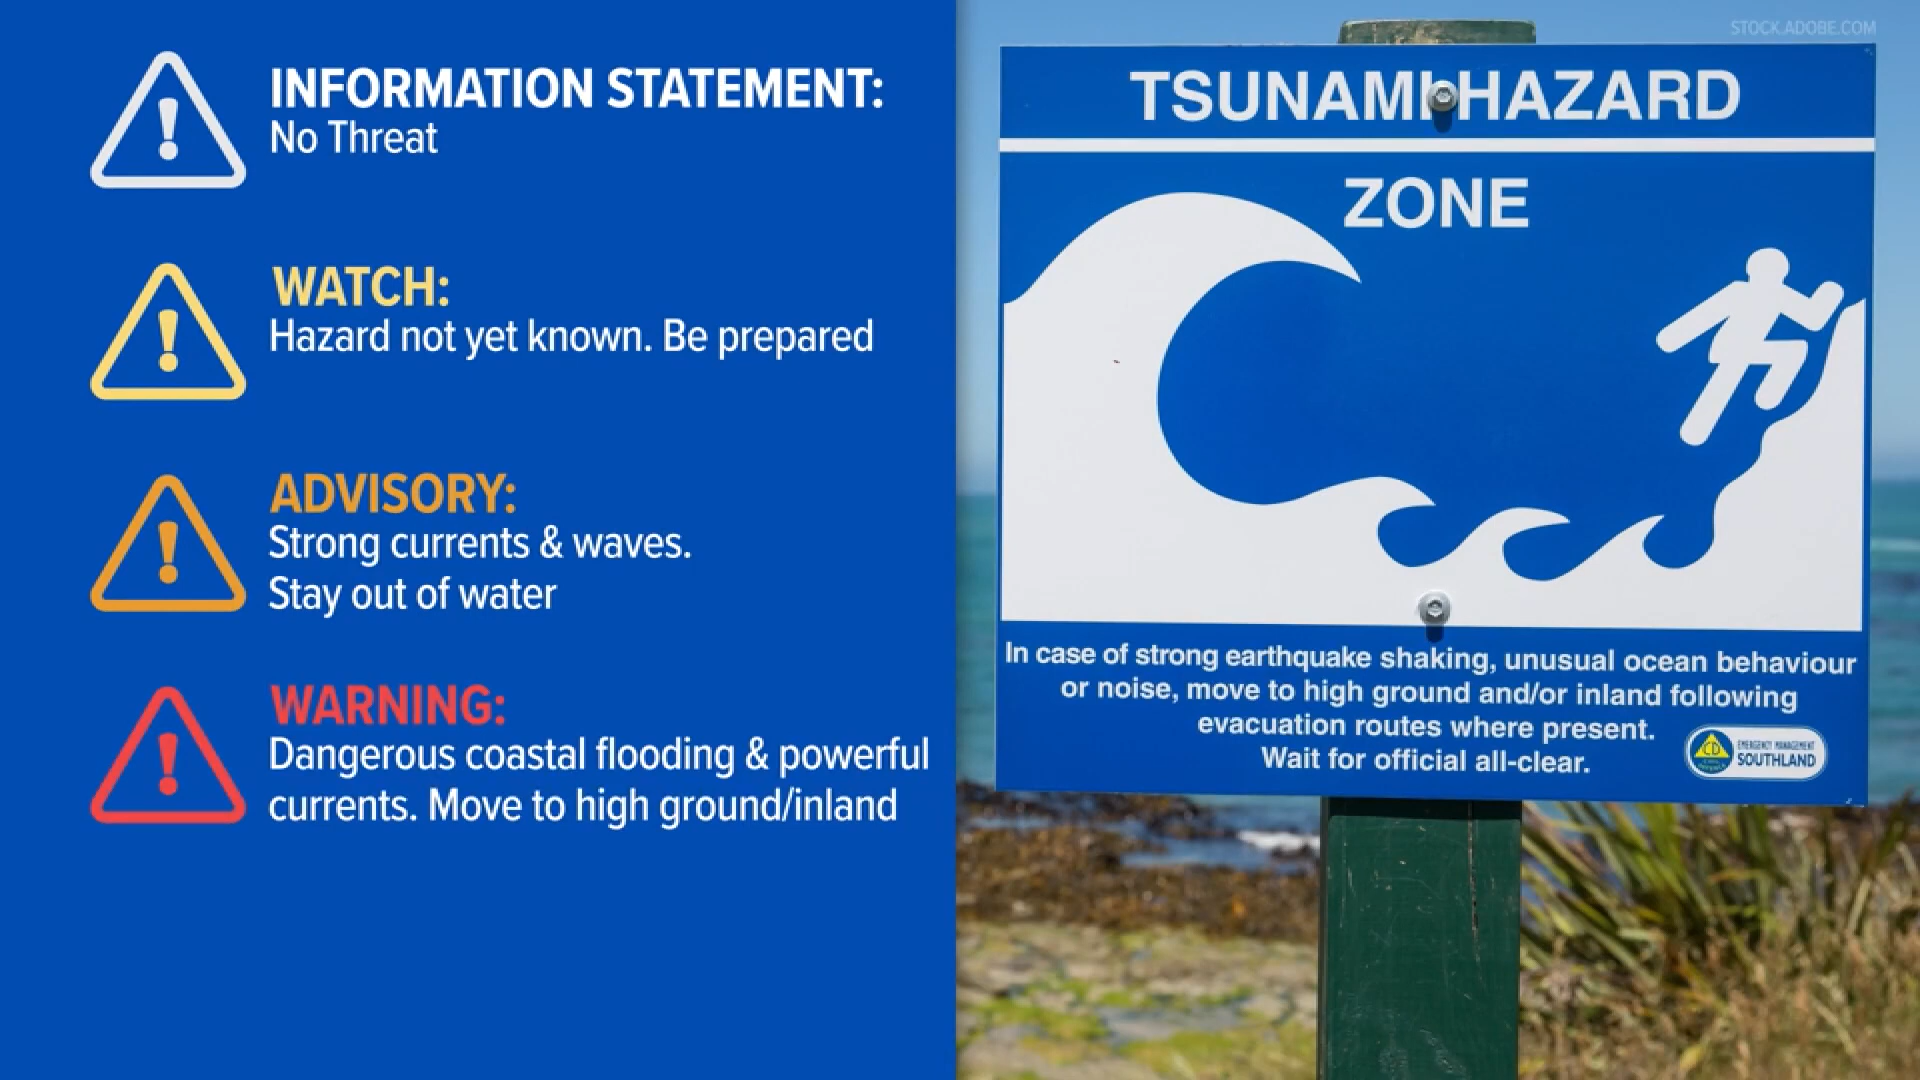 INFORMATION STATEMENT:
No Threat
WATCH:
Hazard not yet known. Be prepared
ADVISORY:
Strong currents & waves.
Stay out of water
WARNING:
Dangerous coastal flooding & powerful
currents. Move to high ground/inland
STOCK.ADOBE.COM
TSUNAMI HAZARD
ZONE
In case of strong earthquake shaking, unusual ocean behaviour
or noise, move to high ground and/or inland following
evacuation routes where present.
Wait for official all-clear.
CD
EMERGENCY MANAGEMENT
SOUTHLAND